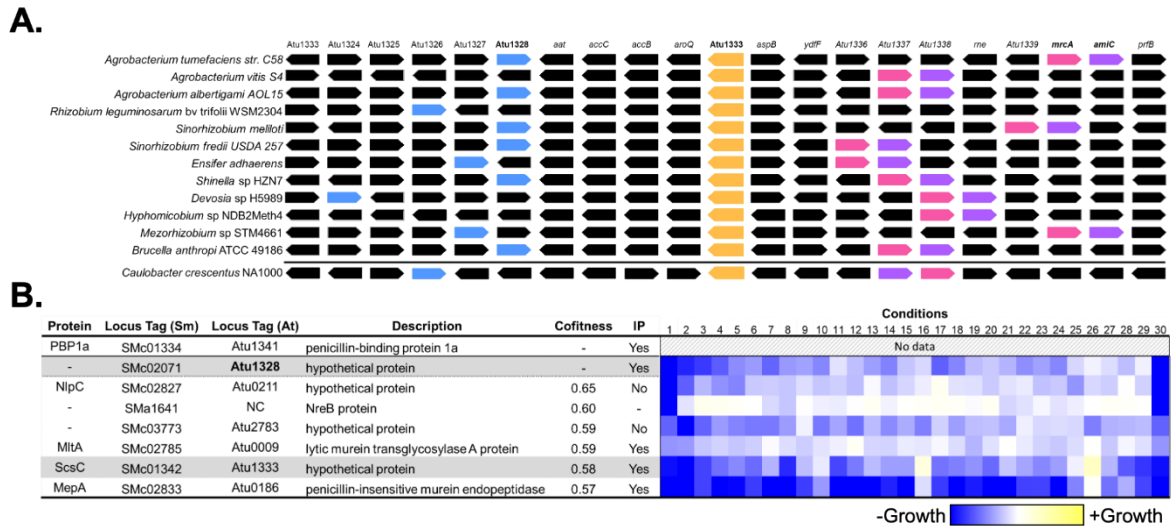 A.
Atu1333 Atu1324 Atu1325 Atu1326 Atu1327 Atu1328 aat accC accB aroQ Atu1333 aspB ydfF Atu1336 Atu1337 Atu1338 rne Atu1339 mrcA amiC prfB
Agrobacterium tumefaciens str. C58
Agrobacterium vitis S4
Agrobacterium albertigami AOL15
Rhizobium leguminosarum bv trifolii WSM2304
Sinorhizobium meliloti
Sinorhizobium fredii USDA 257
Ensifer adhaerens
Shinella sp HZN7
Devosia sp H5989
Hyphomicobium sp NDB2Meth4
Mezorhizobium sp STM4661
Brucella anthropi ATCC 49186
Caulobacter crescentus NA1000
B.
Conditions
Protein Locus Tag (Sm) Locus Tag (At) Description Cofitness IP 1 2 3 4 5 6 7 8 9 10 11 12 13 14 15 16 17 18 19 20 21 22 23 24 25 26 27 28 29 30
PBP1a SMc01334 Atu1341 penicillin-binding protein 1a - Yes No data
- SMc02071 Atu1328 hypothetical protein - Yes
NlpC SMc02827 Atu0211 hypothetical protein 0.65 No
- SMa1641 NC NreB protein 0.60 -
- SMc03773 Atu2783 hypothetical protein 0.59 No
MltA SMc02785 Atu0009 lytic murein transglycosylase A protein 0.59 Yes
ScsC SMc01342 Atu1333 hypothetical protein 0.58 Yes
MepA SMc02833 Atu0186 penicillin-insensitive murein endopeptidase 0.57 Yes
-Growth +Growth